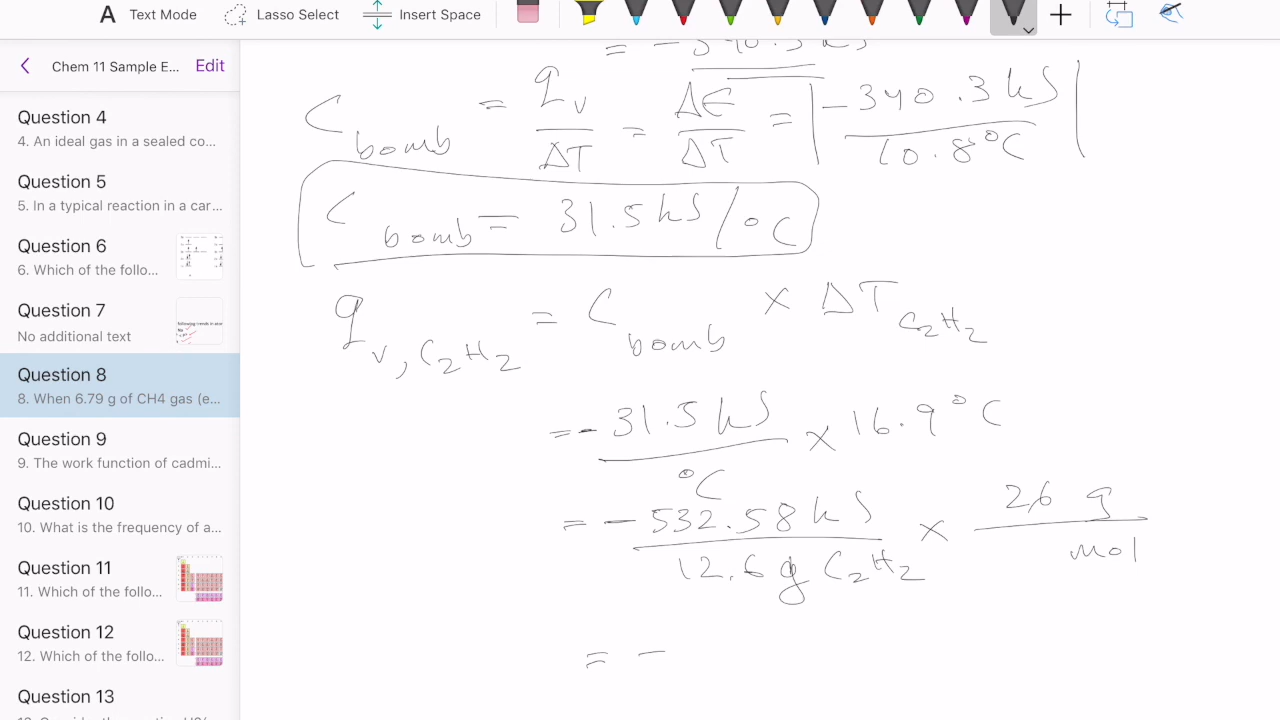 Text Mode
Lasso Select
Insert Space
Chem 11 Sample E... Edit
Question 4
4. An ideal gas in a sealed co...
Question 5
5. In a typical reaction in a car...
Question 6
6. Which of the follo...
Question 7
No additional text
Question 8
8. When 6.79 g of CH4 gas (e...
Question 9
9. The work function of cadmi...
Question 10
10. What is the frequency of a...
Question 11
11. Which of the follo...
Question 12
12. Which of the follo...
Question 13
= - 340.3 kJ
C bomb = qv / ΔT = ΔE / ΔT = | -340.3 kJ / 10.8°C |
C bomb = 31.5 kJ / °C
q v, C2H2 = C bomb × ΔT C2H2
= - 31.5 kJ / °C × 16.9°C
= - 532.58 kJ / 12.6 g C2H2 × 26 g / mol
= -